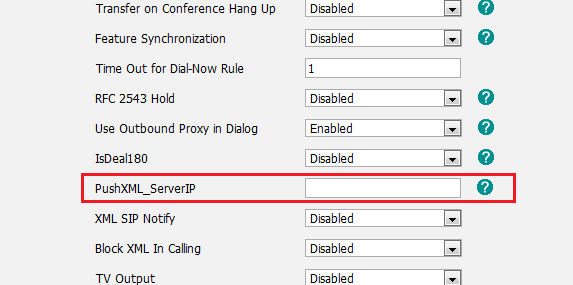 Transfer on Conference Hang Up Disabled ?
Feature Synchronization Disabled ?
Time Out for Dial-Now Rule 1
RFC 2543 Hold Disabled ?
Use Outbound Proxy in Dialog Enabled ?
IsDeal180 Disabled ?
PushXML_ServerIP ?
XML SIP Notify Disabled
Block XML In Calling Disabled
TV Output Disabled